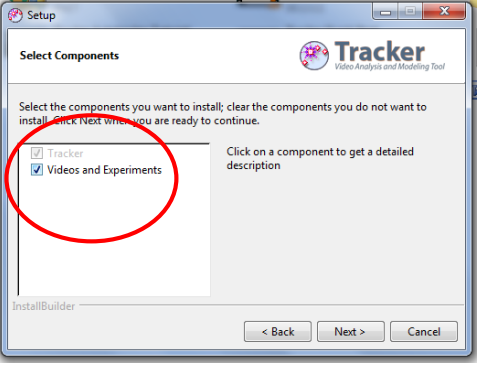 Setup
Select Components
Tracker
Video Analysis and Modeling Tool
Select the components you want to install; clear the components you do not want to
install. Click Next when you are ready to continue.
Tracker
Videos and Experiments
Click on a component to get a detailed
description
InstallBuilder
< Back
Next >
Cancel